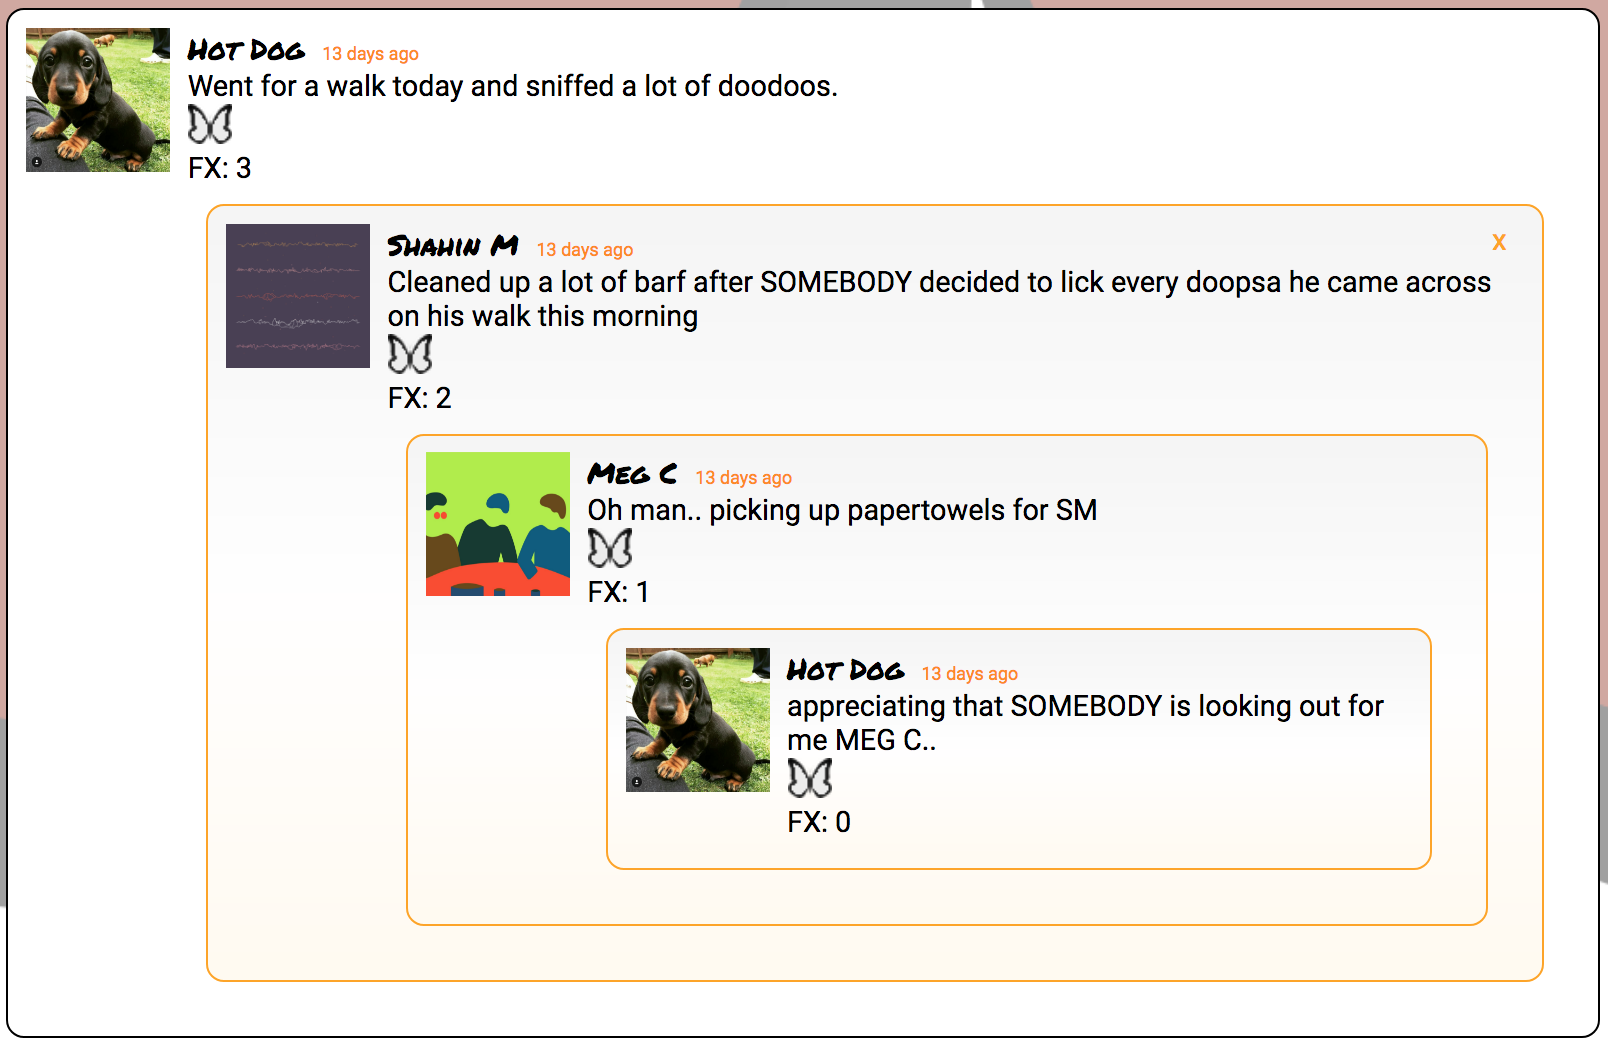 Hot Dog 13 days ago
Went for a walk today and sniffed a lot of doodoos.
FX: 3
Shahin M 13 days ago X
Cleaned up a lot of barf after SOMEBODY decided to lick every doopsa he came across
on his walk this morning
FX: 2
Meg C 13 days ago
Oh man.. picking up papertowels for SM
FX: 1
Hot Dog 13 days ago
appreciating that SOMEBODY is looking out for
me MEG C..
FX: 0